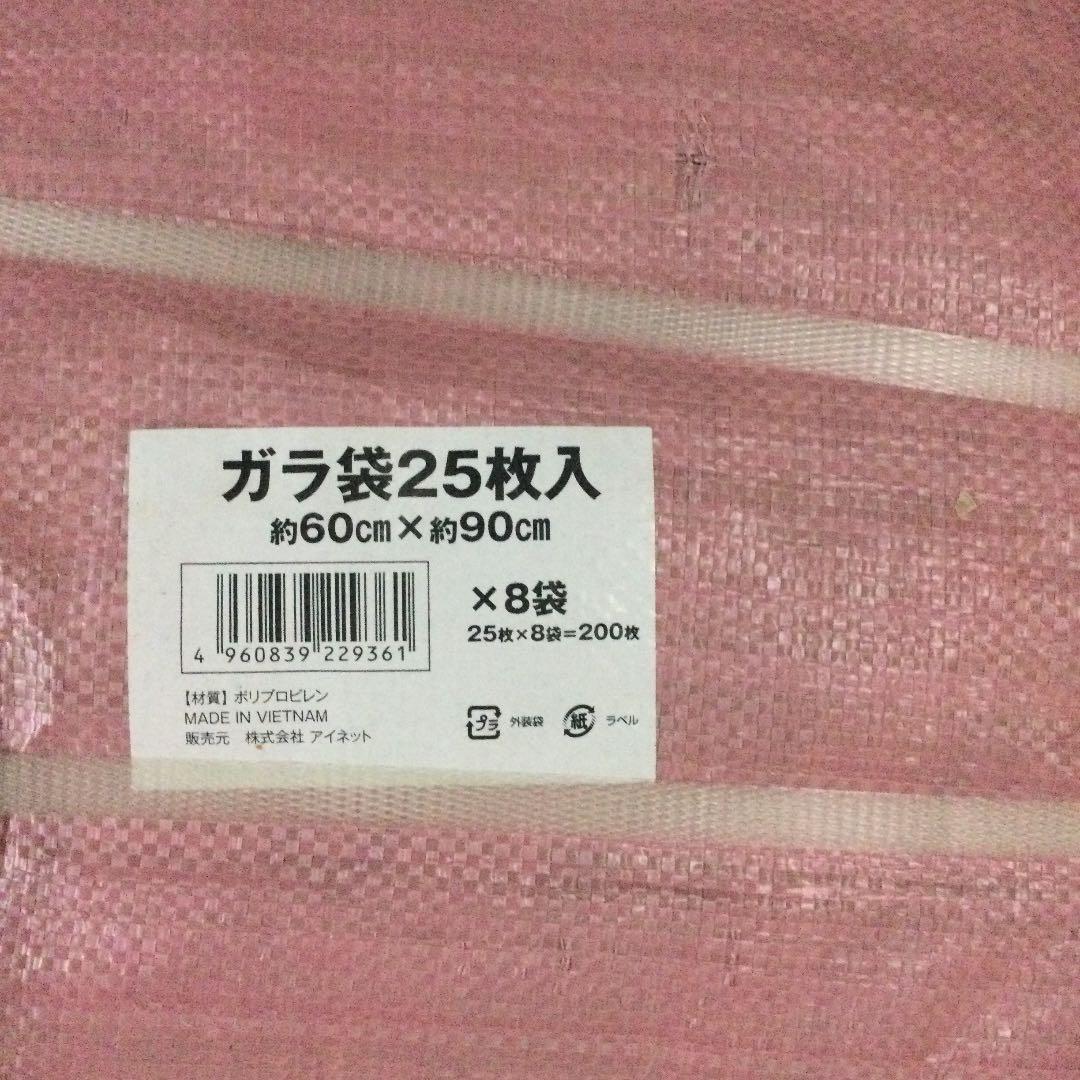 ガラ袋25枚入
約60cm×約90cm
×8袋
25枚×8袋=200枚
4 960839 229361
【材質】ポリプロピレン
MADE IN VIETNAM
販売元 株式会社 アイネット
プラ 外装袋 紙 ラベル